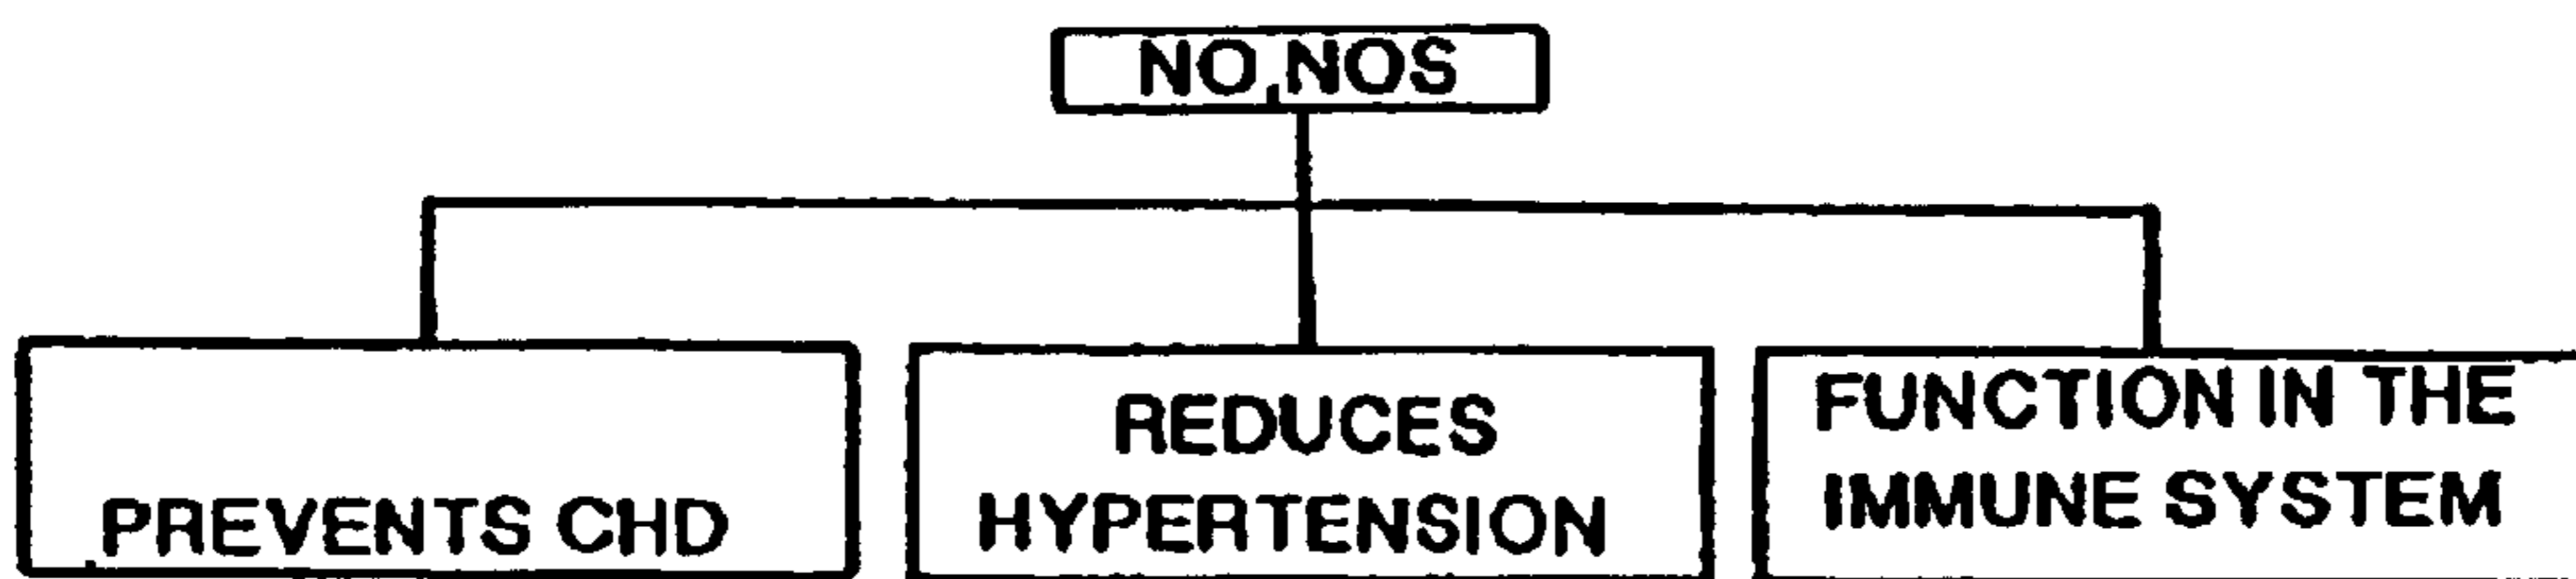 NO,NOS
PREVENTS CHD
REDUCES
HYPERTENSION
FUNCTION IN THE
IMMUNE SYSTEM